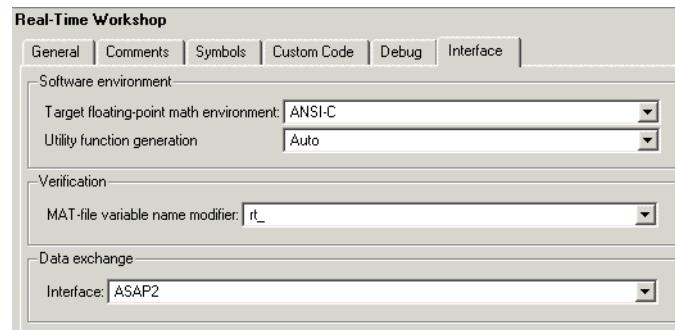 Real-Time Workshop
General Comments Symbols Custom Code Debug Interface
Software environment
Target floating-point math environment: ANSI-C
Utility function generation Auto
Verification
MAT-file variable name modifier: rt_
Data exchange
Interface: ASAP2